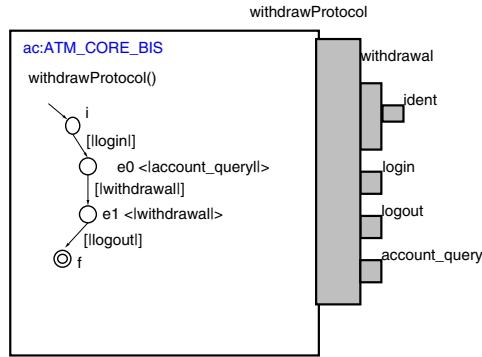 withdrawProtocol
ac:ATM_CORE_BIS
withdrawal
withdrawProtocol()
ident
i
[|login|]
login
e0 <|account_query||>
[|withdrawal|]
e1 <|withdrawal|>
logout
[|logout|]
f
account_query